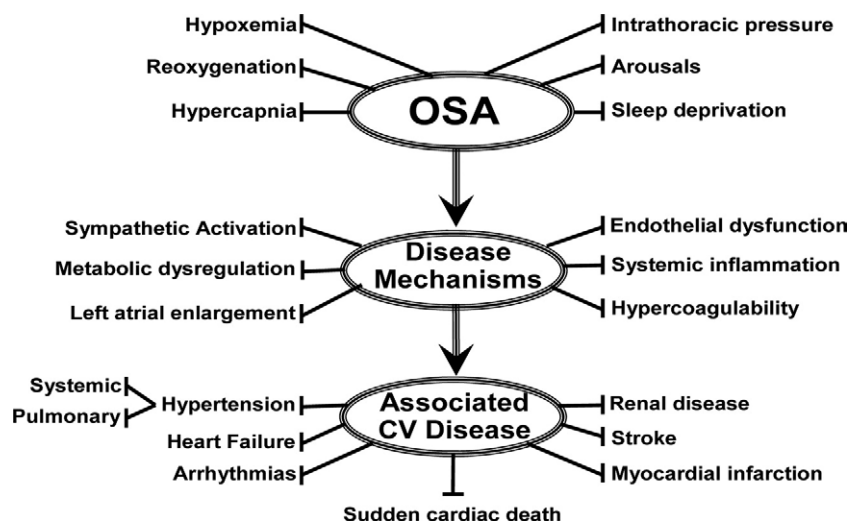 Hypoxemia
Intrathoracic pressure
Reoxygenation
Arousals
Hypercapnia
OSA
Sleep deprivation
Sympathetic Activation
Endothelial dysfunction
Metabolic dysregulation
Disease
Mechanisms
Systemic inflammation
Left atrial enlargement
Hypercoagulability
Systemic
Pulmonary
Hypertension
Associated
CV Disease
Renal disease
Heart Failure
Stroke
Arrhythmias
Myocardial infarction
Sudden cardiac death